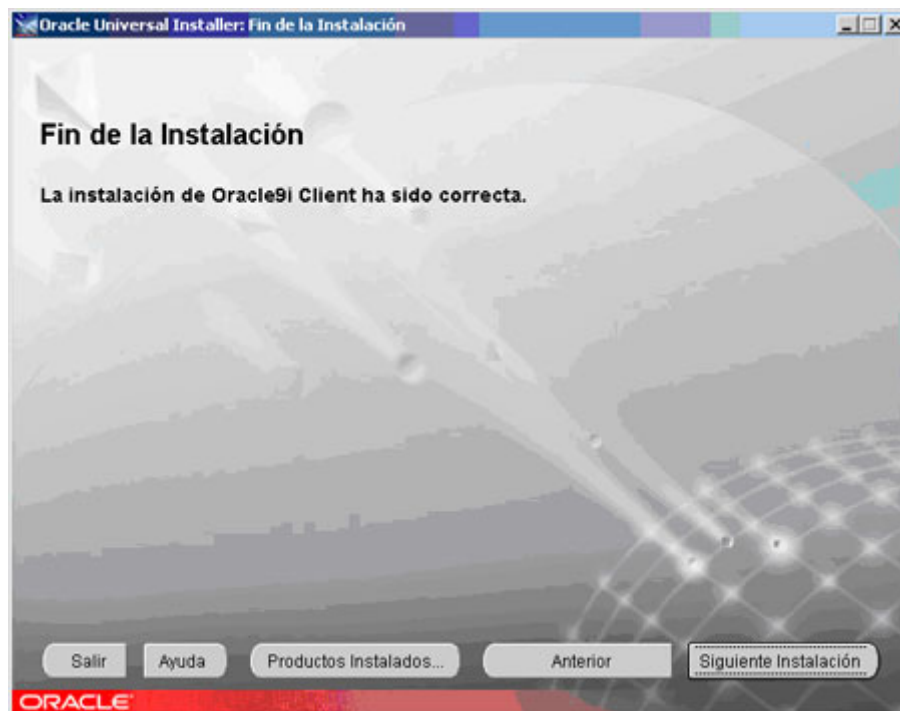 Oracle Universal Installer: Fin de la Instalación
Fin de la Instalación
La instalación de Oracle9i Client ha sido correcta.
Salir
Ayuda
Productos Instalados...
Anterior
Siguiente Instalación
ORACLE